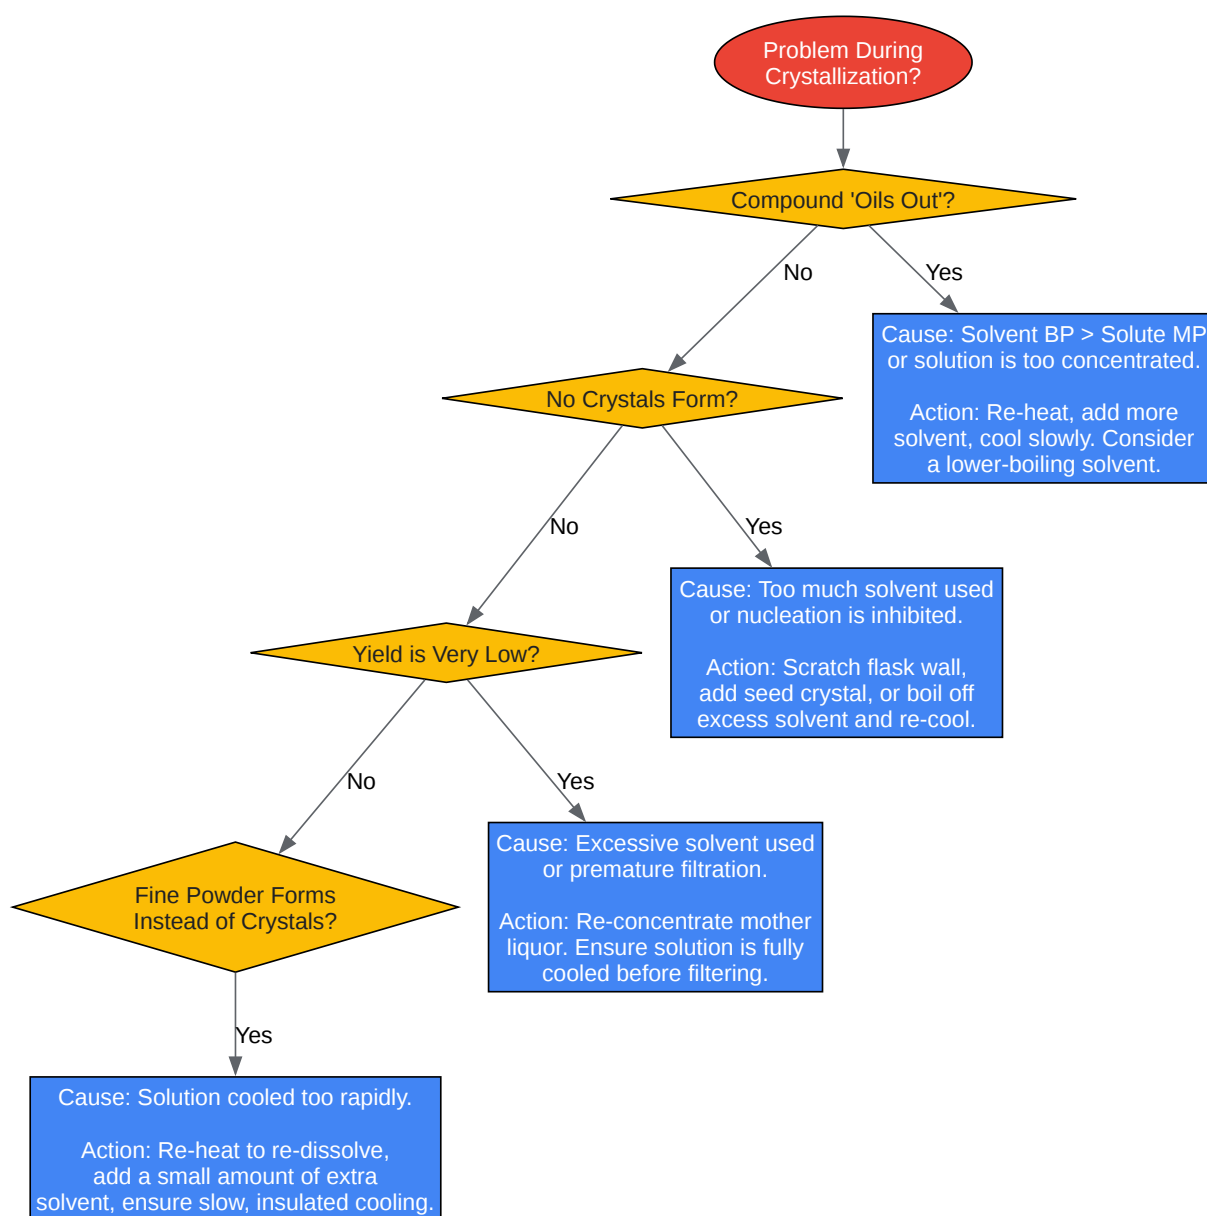 Problem During
Crystallization?
Compound 'Oils Out'?
No
Yes
Cause: Solvent BP > Solute MP
or solution is too concentrated.
Action: Re-heat, add more
solvent, cool slowly. Consider
a lower-boiling solvent.
No Crystals Form?
No
Yes
Cause: Too much solvent used
or nucleation is inhibited.
Action: Scratch flask wall,
add seed crystal, or boil off
excess solvent and re-cool.
Yield is Very Low?
No
Yes
Cause: Excessive solvent used
or premature filtration.
Action: Re-concentrate mother
liquor. Ensure solution is fully
cooled before filtering.
Fine Powder Forms
Instead of Crystals?
Yes
Cause: Solution cooled too rapidly.
Action: Re-heat to re-dissolve,
add a small amount of extra
solvent, ensure slow, insulated cooling.